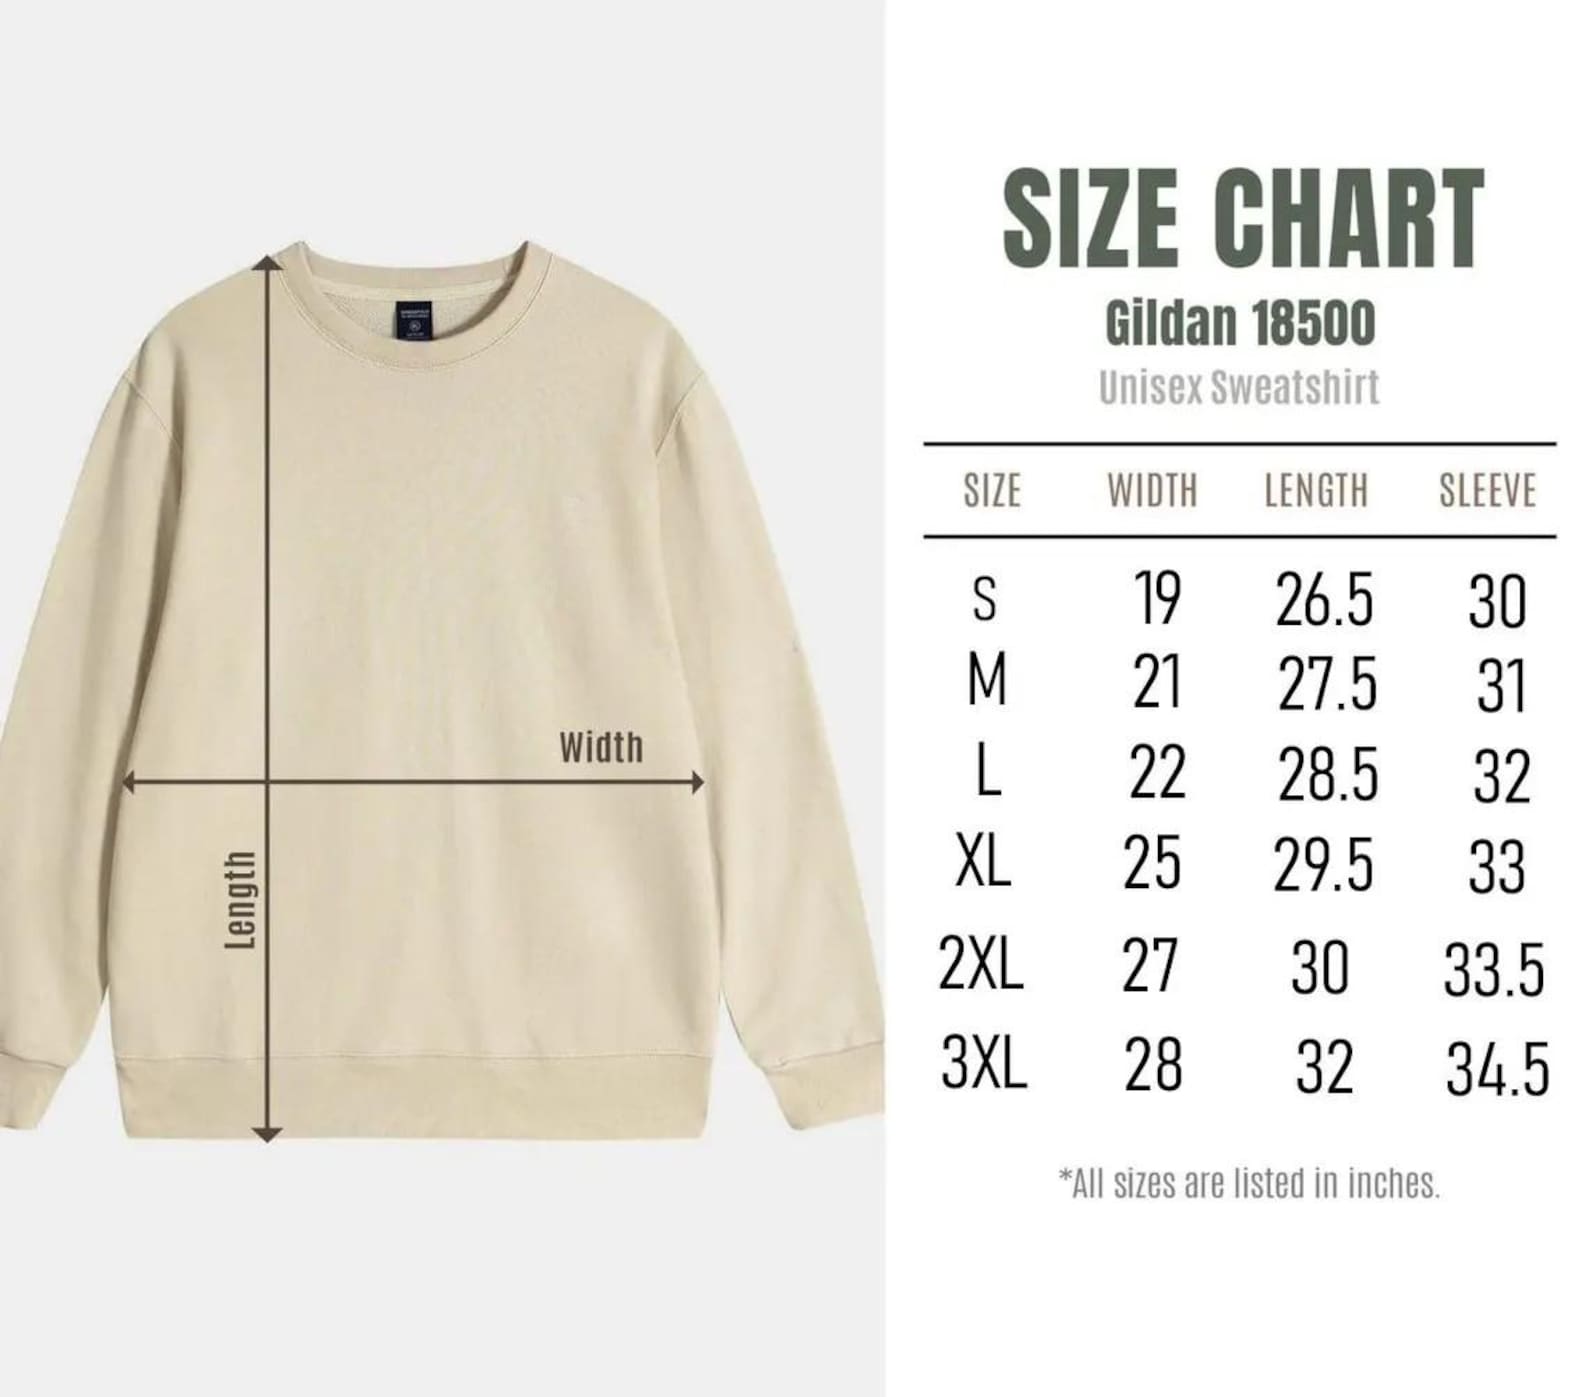 SIZE CHART
Gildan 18500
Unisex Sweatshirt
SIZE WIDTH LENGTH SLEEVE
S 19 26.5 30
M 21 27.5 31
L 22 28.5 32
XL 25 29.5 33
2XL 27 30 33.5
3XL 28 32 34.5
*All sizes are listed in inches.
Width
Length